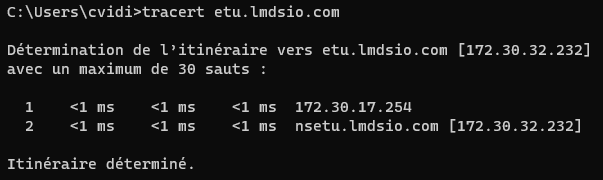 C:\Users\cvidi>tracert etu.lmdsio.com
Détermination de l’itinéraire vers etu.lmdsio.com [172.30.32.232]
avec un maximum de 30 sauts :
1 <1 ms <1 ms <1 ms 172.30.17.254
2 <1 ms <1 ms <1 ms nsetu.lmdsio.com [172.30.32.232]
Itinéraire déterminé.